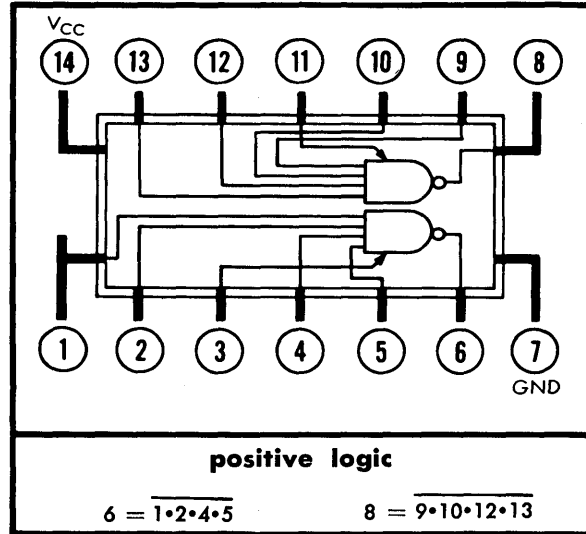 VCC
14 13 12 11 10 9 8
1 2 3 4 5 6 7
GND
positive logic
6 = 1•2•4•5 8 = 9•10•12•13